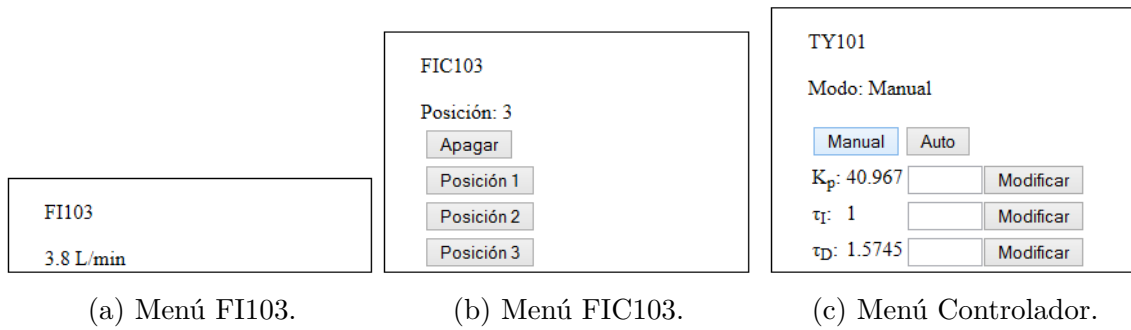 FI103
3.8 L/min
(a) Menú FI103.
FIC103
Posición: 3
Apagar
Posición 1
Posición 2
Posición 3
(b) Menú FIC103.
TY101
Modo: Manual
Manual Auto
Kp: 40.967 Modificar
τI: 1 Modificar
τD: 1.5745 Modificar
(c) Menú Controlador.